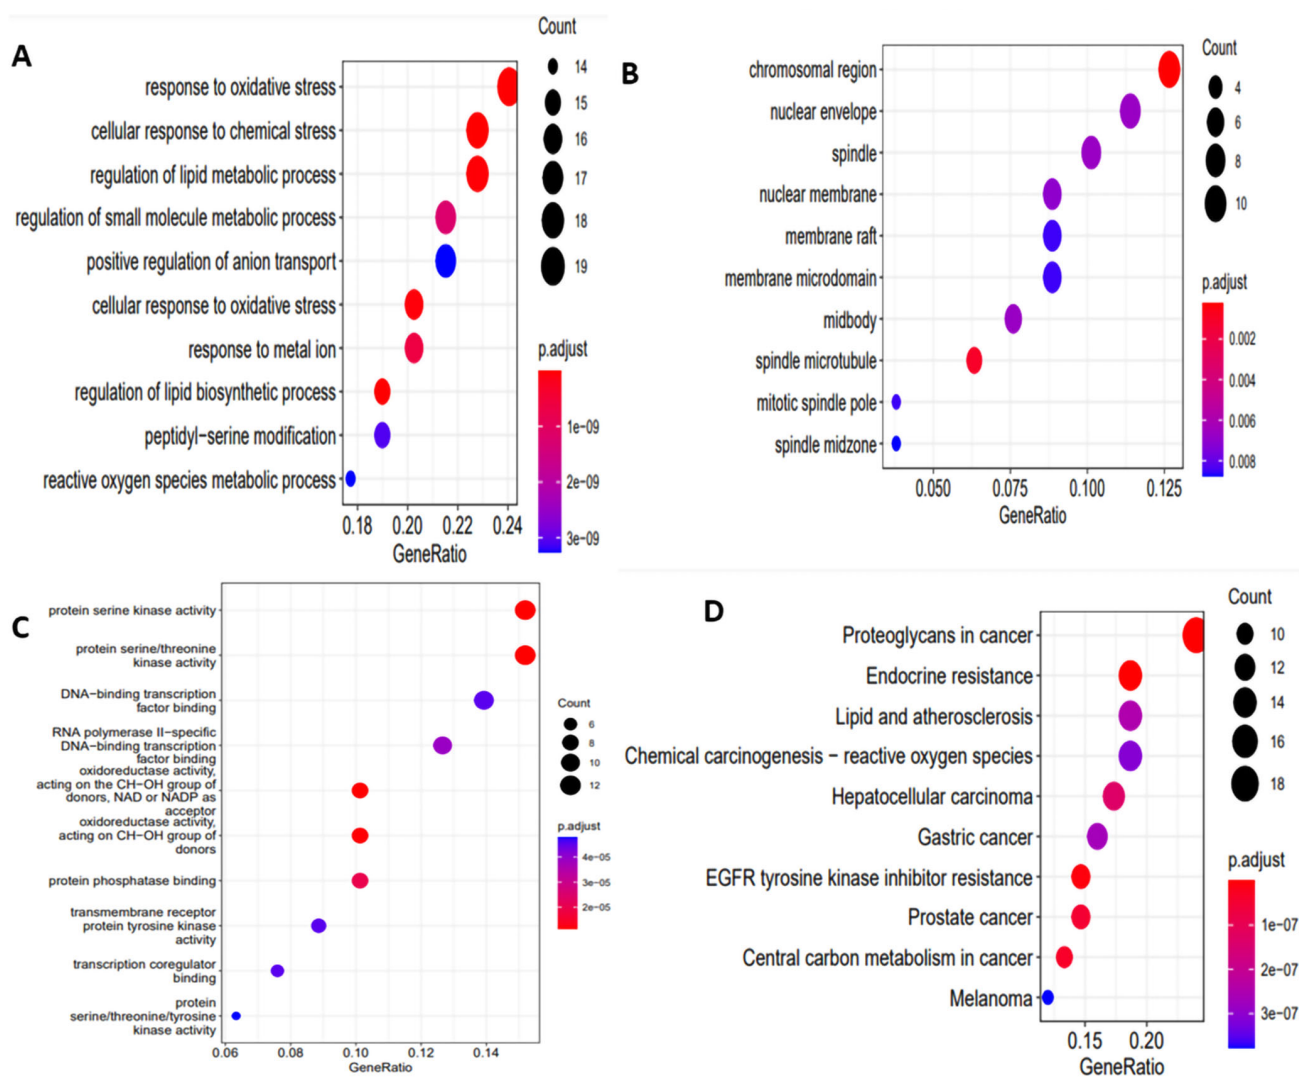 A
response to oxidative stress
cellular response to chemical stress
regulation of lipid metabolic process
regulation of small molecule metabolic process
positive regulation of anion transport
cellular response to oxidative stress
response to metal ion
regulation of lipid biosynthetic process
peptidyl−serine modification
reactive oxygen species metabolic process
0.18 0.20 0.22 0.24
GeneRatio
Count
14
15
16
17
18
19
p.adjust
1e−09
2e−09
3e−09
B
chromosomal region
nuclear envelope
spindle
nuclear membrane
membrane raft
membrane microdomain
midbody
spindle microtubule
mitotic spindle pole
spindle midzone
0.050 0.075 0.100 0.125
GeneRatio
Count
4
6
8
10
p.adjust
0.002
0.004
0.006
0.008
C
protein serine kinase activity
protein serine/threonine
kinase activity
DNA−binding transcription
factor binding
RNA polymerase II−specific
DNA−binding transcription
factor binding
oxidoreductase activity,
acting on the CH−OH group of
donors, NAD or NADP as
acceptor
oxidoreductase activity,
acting on CH−OH group of
donors
protein phosphatase binding
transmembrane receptor
protein tyrosine kinase
activity
transcription coregulator
binding
protein
serine/threonine/tyrosine
kinase activity
0.06 0.08 0.10 0.12 0.14
GeneRatio
Count
6
8
10
12
p.adjust
4e−05
3e−05
2e−05
D
Proteoglycans in cancer
Endocrine resistance
Lipid and atherosclerosis
Chemical carcinogenesis − reactive oxygen species
Hepatocellular carcinoma
Gastric cancer
EGFR tyrosine kinase inhibitor resistance
Prostate cancer
Central carbon metabolism in cancer
Melanoma
0.15 0.20
GeneRatio
Count
10
12
14
16
18
p.adjust
1e−07
2e−07
3e−07